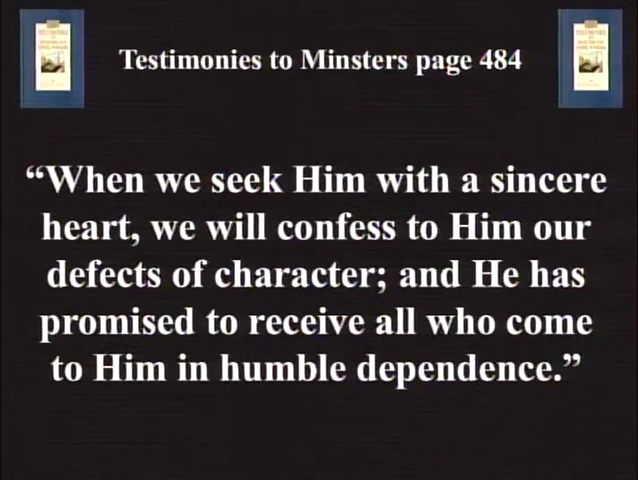 Testimonies to Minsters page 484
“When we seek Him with a sincere
heart, we will confess to Him our
defects of character; and He has
promised to receive all who come
to Him in humble dependence.”